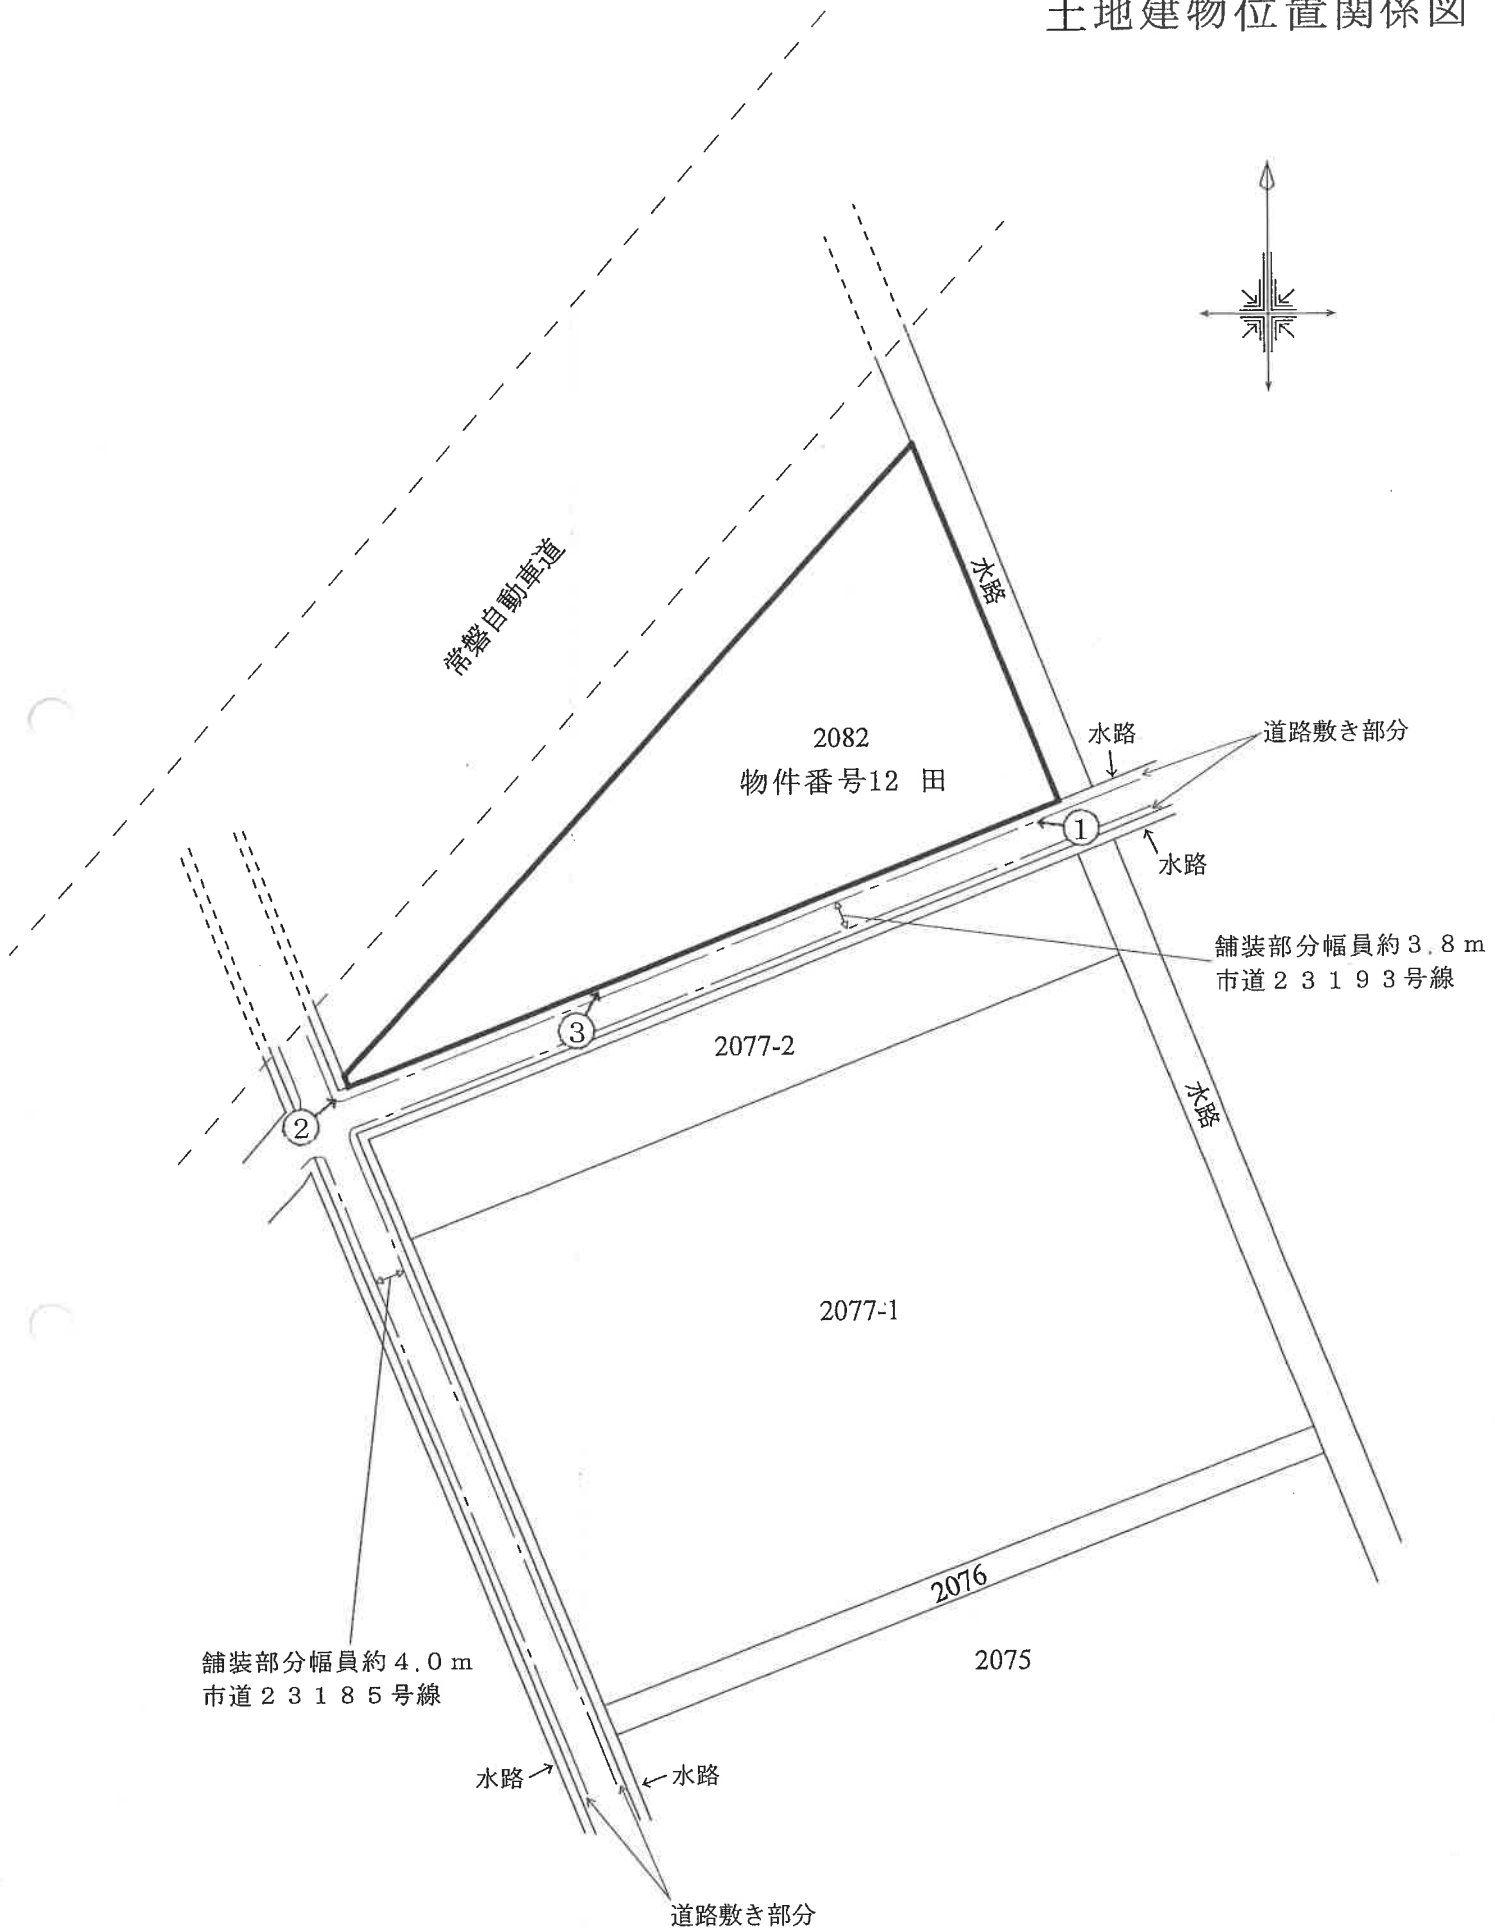 土地建物位置関係図
常磐自動車道
水路
2082
物件番号12 田
水路
道路敷き部分
①
水路
舗装部分幅員約3.8m
市道23193号線
③
2077-2
②
水路
2077-1
2076
2075
舗装部分幅員約4.0m
市道23185号線
水路
水路
道路敷き部分